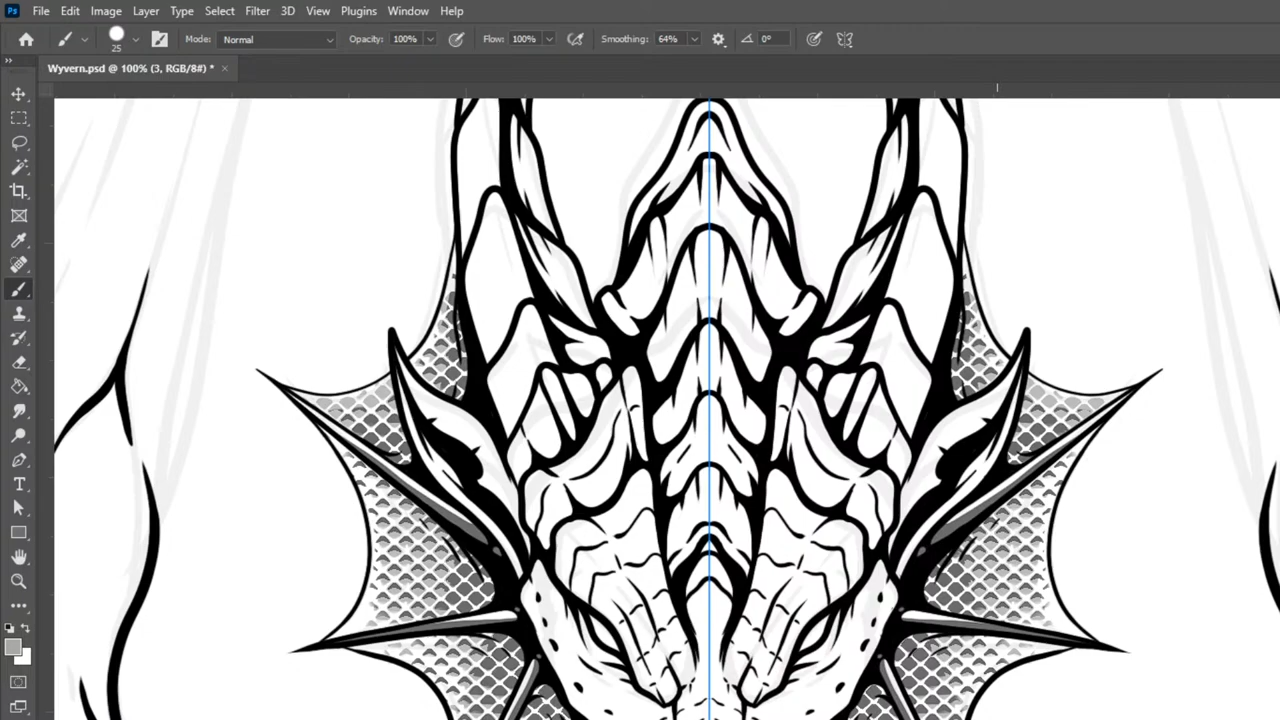 Ps File Edit Image Layer Type Select Filter 3D View Plugins Window Help
25 Mode: Normal Opacity: 100% Flow: 100% Smoothing: 64% 0°
Wyvern.psd @ 100% (3, RGB/8#) * ×
T